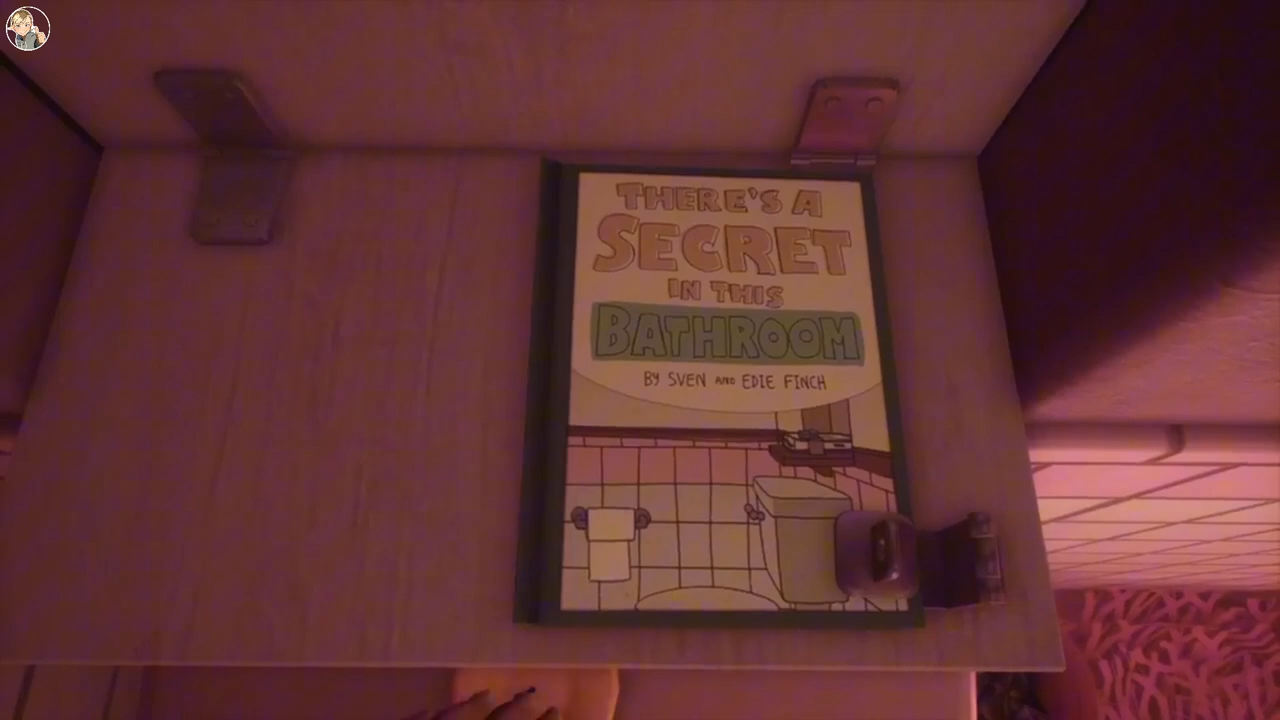 THERE'S A
SECRET
IN THIS
BATHROOM
BY SVEN AND EDIE FINCH